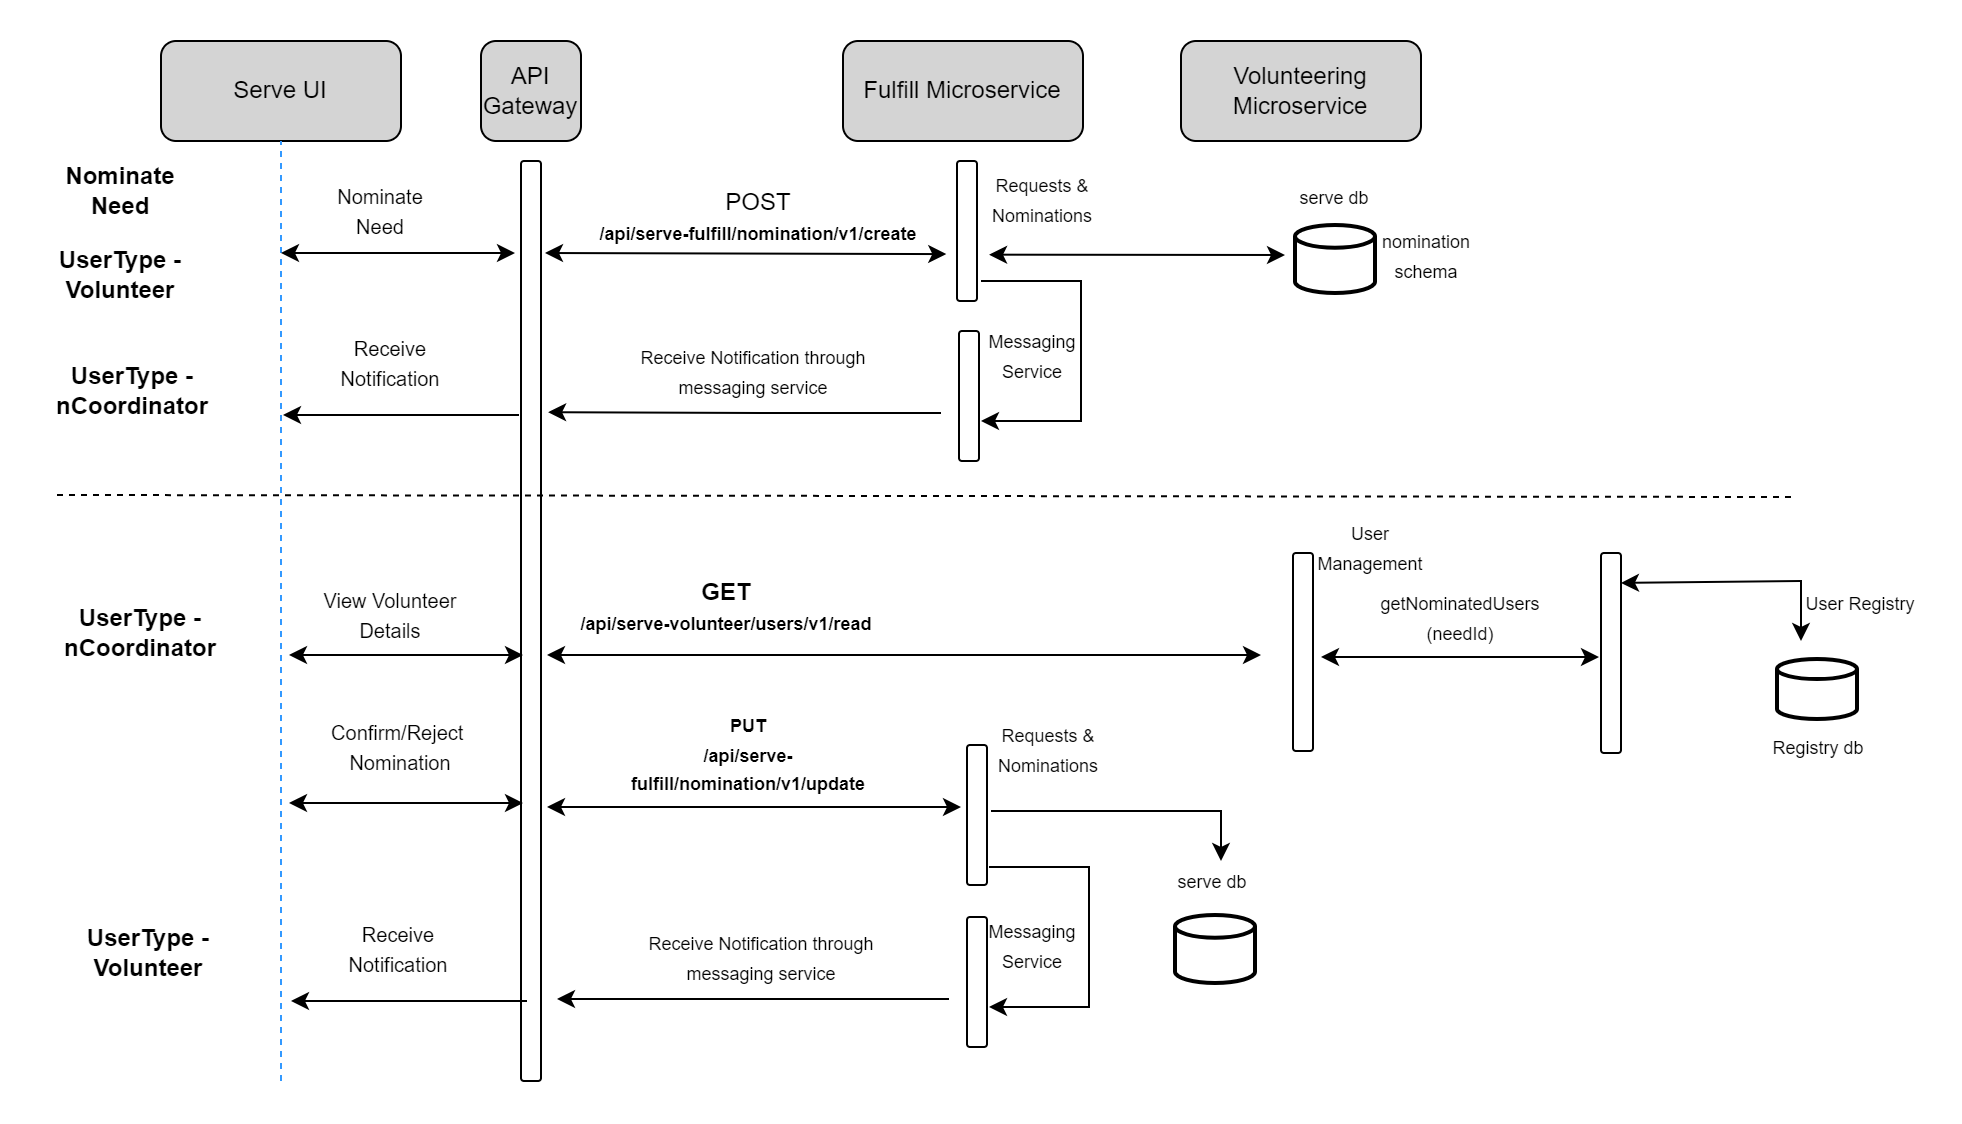 Serve UI
API
Gateway
Fulfill Microservice
Volunteering
Microservice
Nominate
Need
UserType -
Volunteer
Nominate
Need
POST
/api/serve-fulfill/nomination/v1/create
Requests &
Nominations
serve db
nomination
schema
UserType -
nCoordinator
Receive
Notification
Receive Notification through
messaging service
Messaging
Service
User
Management
UserType -
nCoordinator
View Volunteer
Details
GET
/api/serve-volunteer/users/v1/read
getNominatedUsers
(needId)
User Registry
Registry db
Confirm/Reject
Nomination
PUT
/api/serve-
fulfill/nomination/v1/update
Requests &
Nominations
serve db
UserType -
Volunteer
Receive
Notification
Receive Notification through
messaging service
Messaging
Service